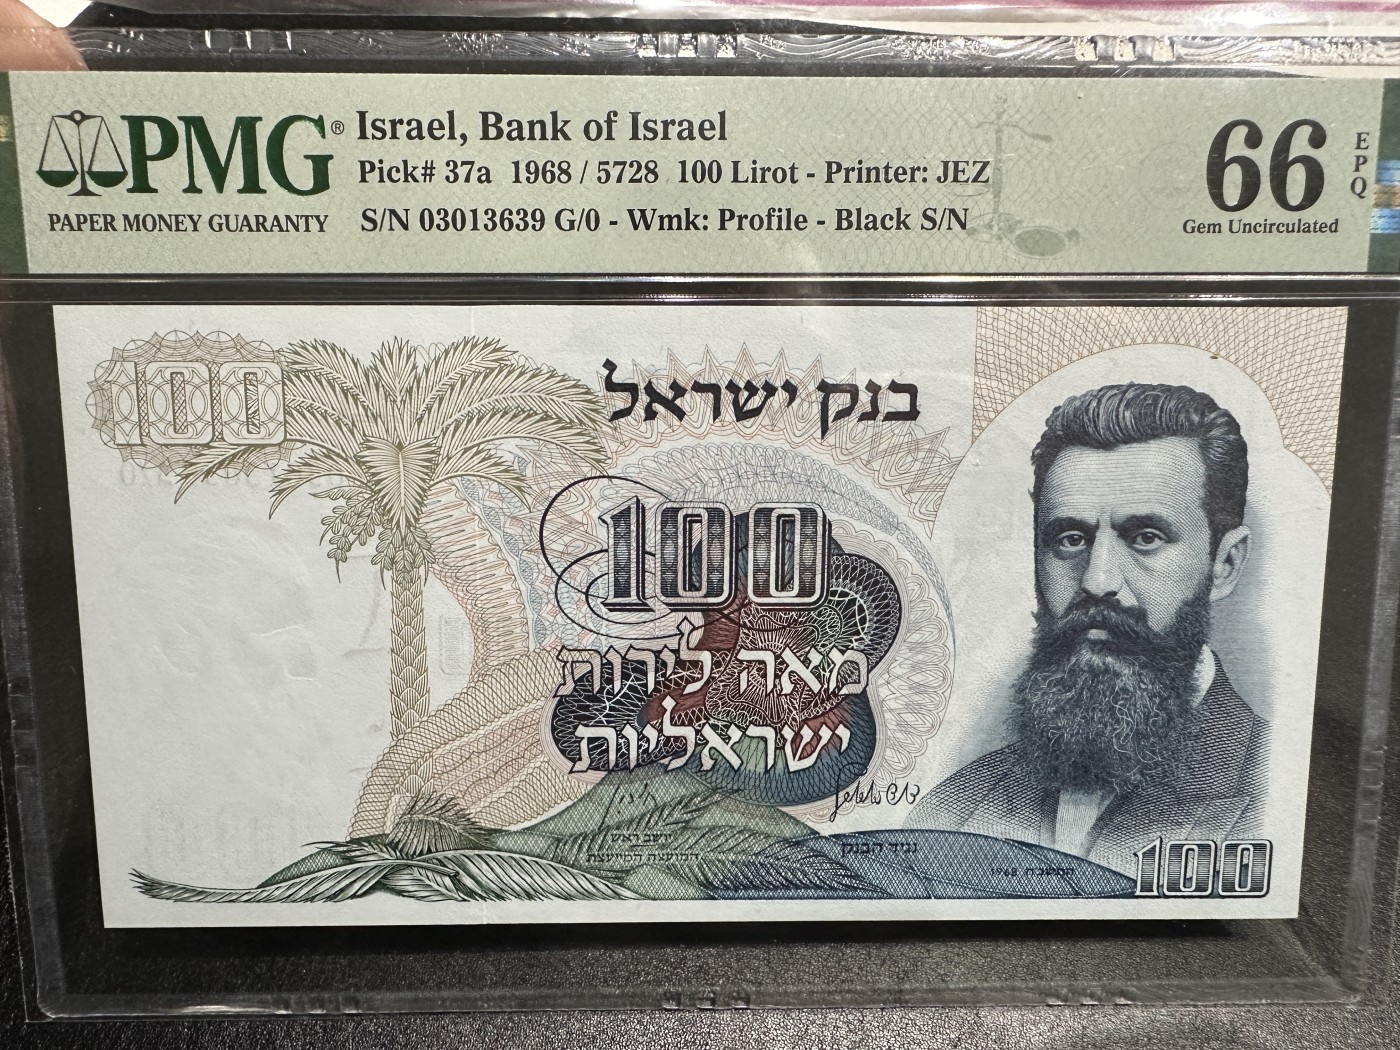 PMG® Israel, Bank of Israel
Pick# 37a 1968 / 5728 100 Lirot - Printer: JEZ
PAPER MONEY GUARANTY
S/N 03013639 G/0 - Wmk: Profile - Black S/N
66 EPQ
Gem Uncirculated
100
בנק ישראל
100
מאה לירות
ישראליות
יושב ראש
המועצה המייעצת
נגיד הבנק
התשכ"ח 1968
100